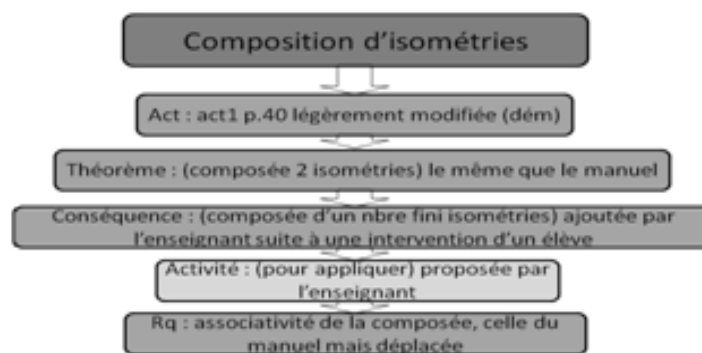 Composition d'isométries
Act : act1 p.40 légèrement modifiée (dém)
Théorème : (composée 2 isométries) le même que le manuel
Conséquence : (composée d'un nbre fini isométries) ajoutée par
l'enseignant suite à une intervention d'un élève
Activité : (pour appliquer) proposée par
l'enseignant
Rq : associativité de la composée, celle du
manuel mais déplacée